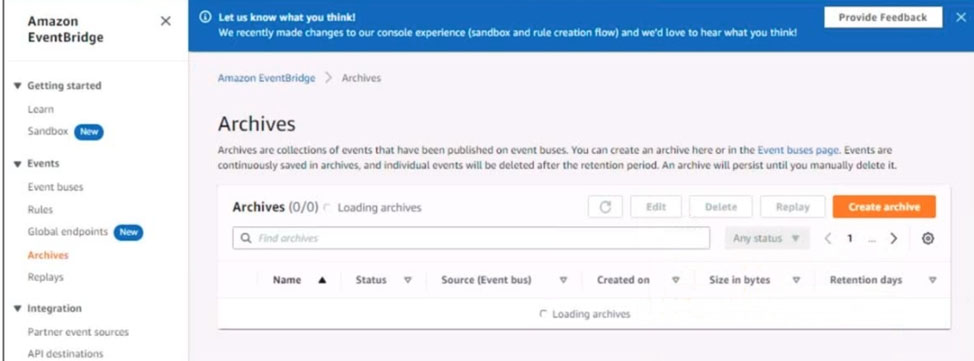 Amazon
EventBridge
Getting started
Learn
Sandbox New
Events
Event buses
Rules
Global endpoints New
Archives
Replays
Integration
Partner event sources
API destinations
Let us know what you think!
We recently made changes to our console experience (sandbox and rule creation flow) and we'd love to hear what you think!
Provide Feedback
Amazon EventBridge > Archives
Archives
Archives are collections of events that have been published on event buses. You can create an archive here or in the Event buses page. Events are
continuously saved in archives, and individual events will be deleted after the retention period. An archive will persist until you manually delete it.
Archives (0/0) Loading archives
Edit Delete Replay Create archive
Find archives
Any status
1 ...
Name Status Source (Event bus) Created on Size in bytes Retention days
Loading archives